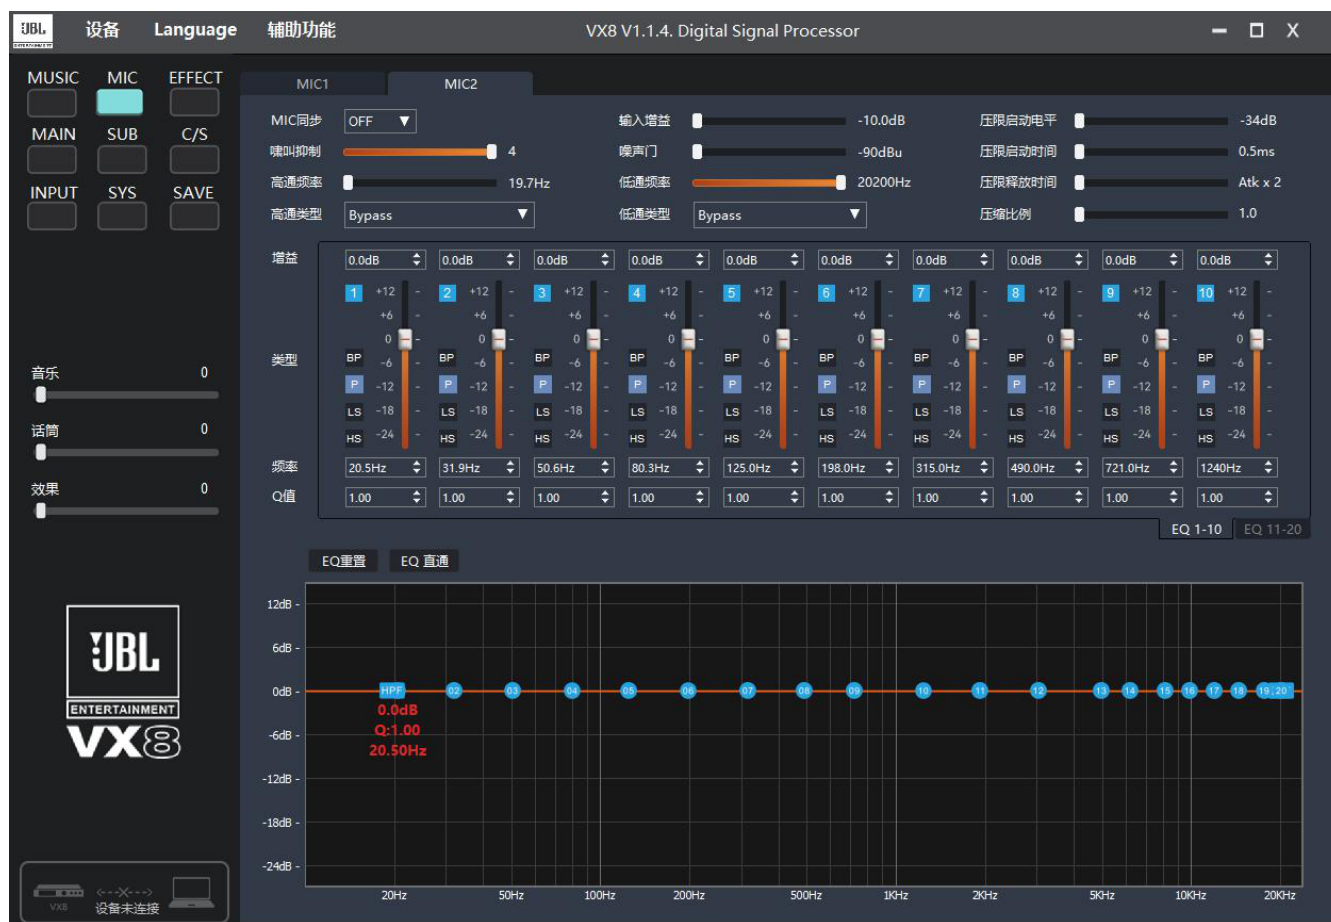 JBL 设备 Language 辅助功能 VX8 V1.1.4. Digital Signal Processor X
ENTERTAINMENT
MUSIC MIC EFFECT
MAIN SUB C/S
INPUT SYS SAVE
MIC1 MIC2
MIC同步 OFF 输入增益 -10.0dB 压限启动电平 -34dB
啸叫抑制 4 噪声门 -90dBu 压限启动时间 0.5ms
高通频率 19.7Hz 低通频率 20200Hz 压限释放时间 Atk x 2
高通类型 Bypass 低通类型 Bypass 压缩比例 1.0
增益 0.0dB 0.0dB 0.0dB 0.0dB 0.0dB 0.0dB 0.0dB 0.0dB 0.0dB 0.0dB
1 +12 - 2 +12 - 3 +12 - 4 +12 - 5 +12 - 6 +12 - 7 +12 - 8 +12 - 9 +12 - 10 +12 -
+6 - +6 - +6 - +6 - +6 - +6 - +6 - +6 - +6 - +6 -
0 - 0 - 0 - 0 - 0 - 0 - 0 - 0 - 0 - 0 -
类型 BP -6 - BP -6 - BP -6 - BP -6 - BP -6 - BP -6 - BP -6 - BP -6 - BP -6 - BP -6 -
P -12 - P -12 - P -12 - P -12 - P -12 - P -12 - P -12 - P -12 - P -12 - P -12 -
LS -18 - LS -18 - LS -18 - LS -18 - LS -18 - LS -18 - LS -18 - LS -18 - LS -18 - LS -18 -
HS -24 - HS -24 - HS -24 - HS -24 - HS -24 - HS -24 - HS -24 - HS -24 - HS -24 - HS -24 -
频率 20.5Hz 31.9Hz 50.6Hz 80.3Hz 125.0Hz 198.0Hz 315.0Hz 490.0Hz 721.0Hz 1240Hz
Q值 1.00 1.00 1.00 1.00 1.00 1.00 1.00 1.00 1.00 1.00
EQ 1-10 EQ 11-20
音乐 0
话筒 0
效果 0
EQ重置 EQ 直通
12dB -
6dB -
0dB - HPF 02 03 04 05 06 07 08 09 10 11 12 13 14 15 16 17 18 19 20
0.0dB
Q:1.00
20.50Hz
-6dB -
-12dB -
-18dB -
-24dB -
20Hz 50Hz 100Hz 200Hz 500Hz 1KHz 2KHz 5KHz 10KHz 20KHz
JBL
ENTERTAINMENT
VX8
<---X--->
VX8 设备未连接